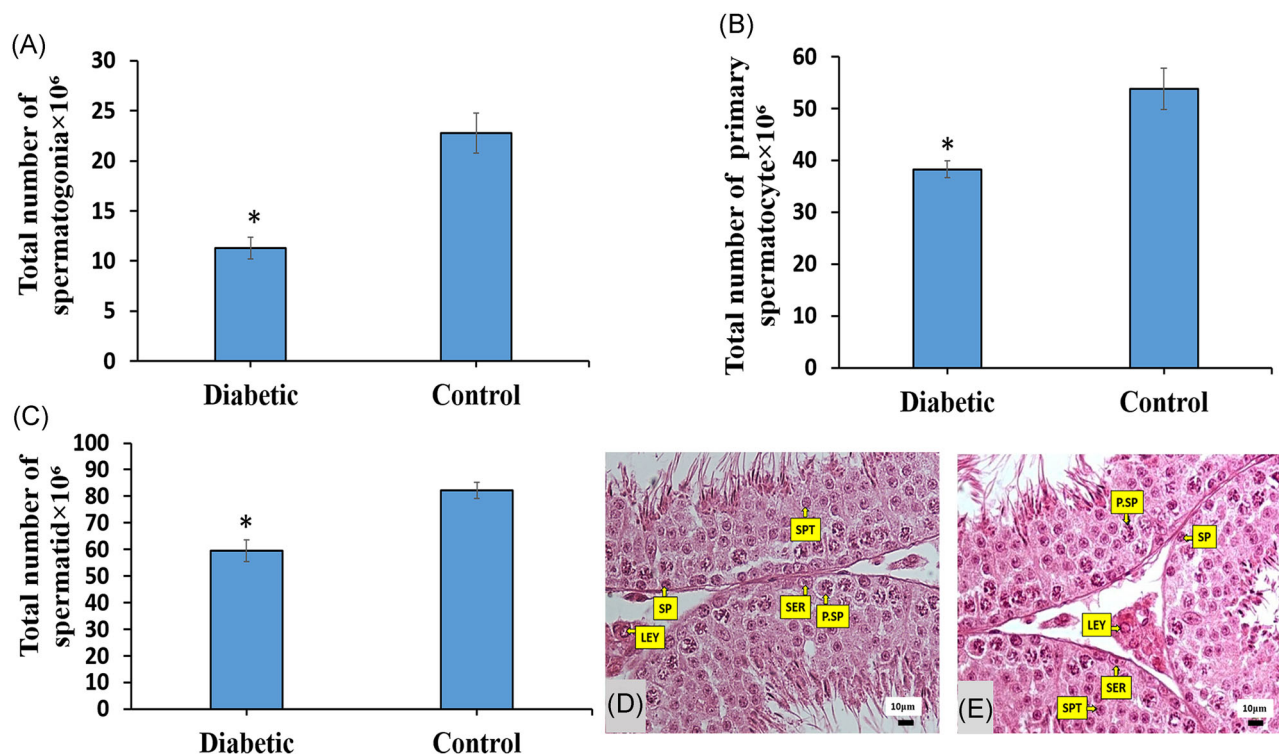 (A)
Total number of
spermatogonia×10⁶
30
25
20
15
10
5
0
*
Diabetic
Control
(B)
Total number of primary
spermatocyte×10⁶
60
50
40
30
20
10
0
*
Diabetic
Control
(C)
Total number of
spermatid×10⁶
100
90
80
70
60
50
40
30
20
10
0
*
Diabetic
Control
SPT
SP
SER
P.SP
LEY
(D)
10μm
P.SP
SP
LEY
SER
SPT
10μm
(E)